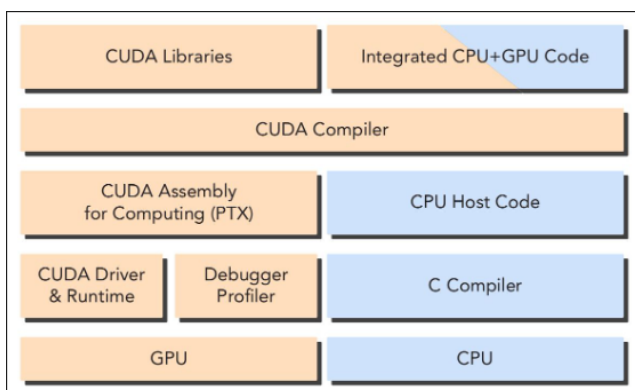 CUDA Libraries
Integrated CPU+GPU Code
CUDA Compiler
CUDA Assembly
for Computing (PTX)
CPU Host Code
CUDA Driver
& Runtime
Debugger
Profiler
C Compiler
GPU
CPU